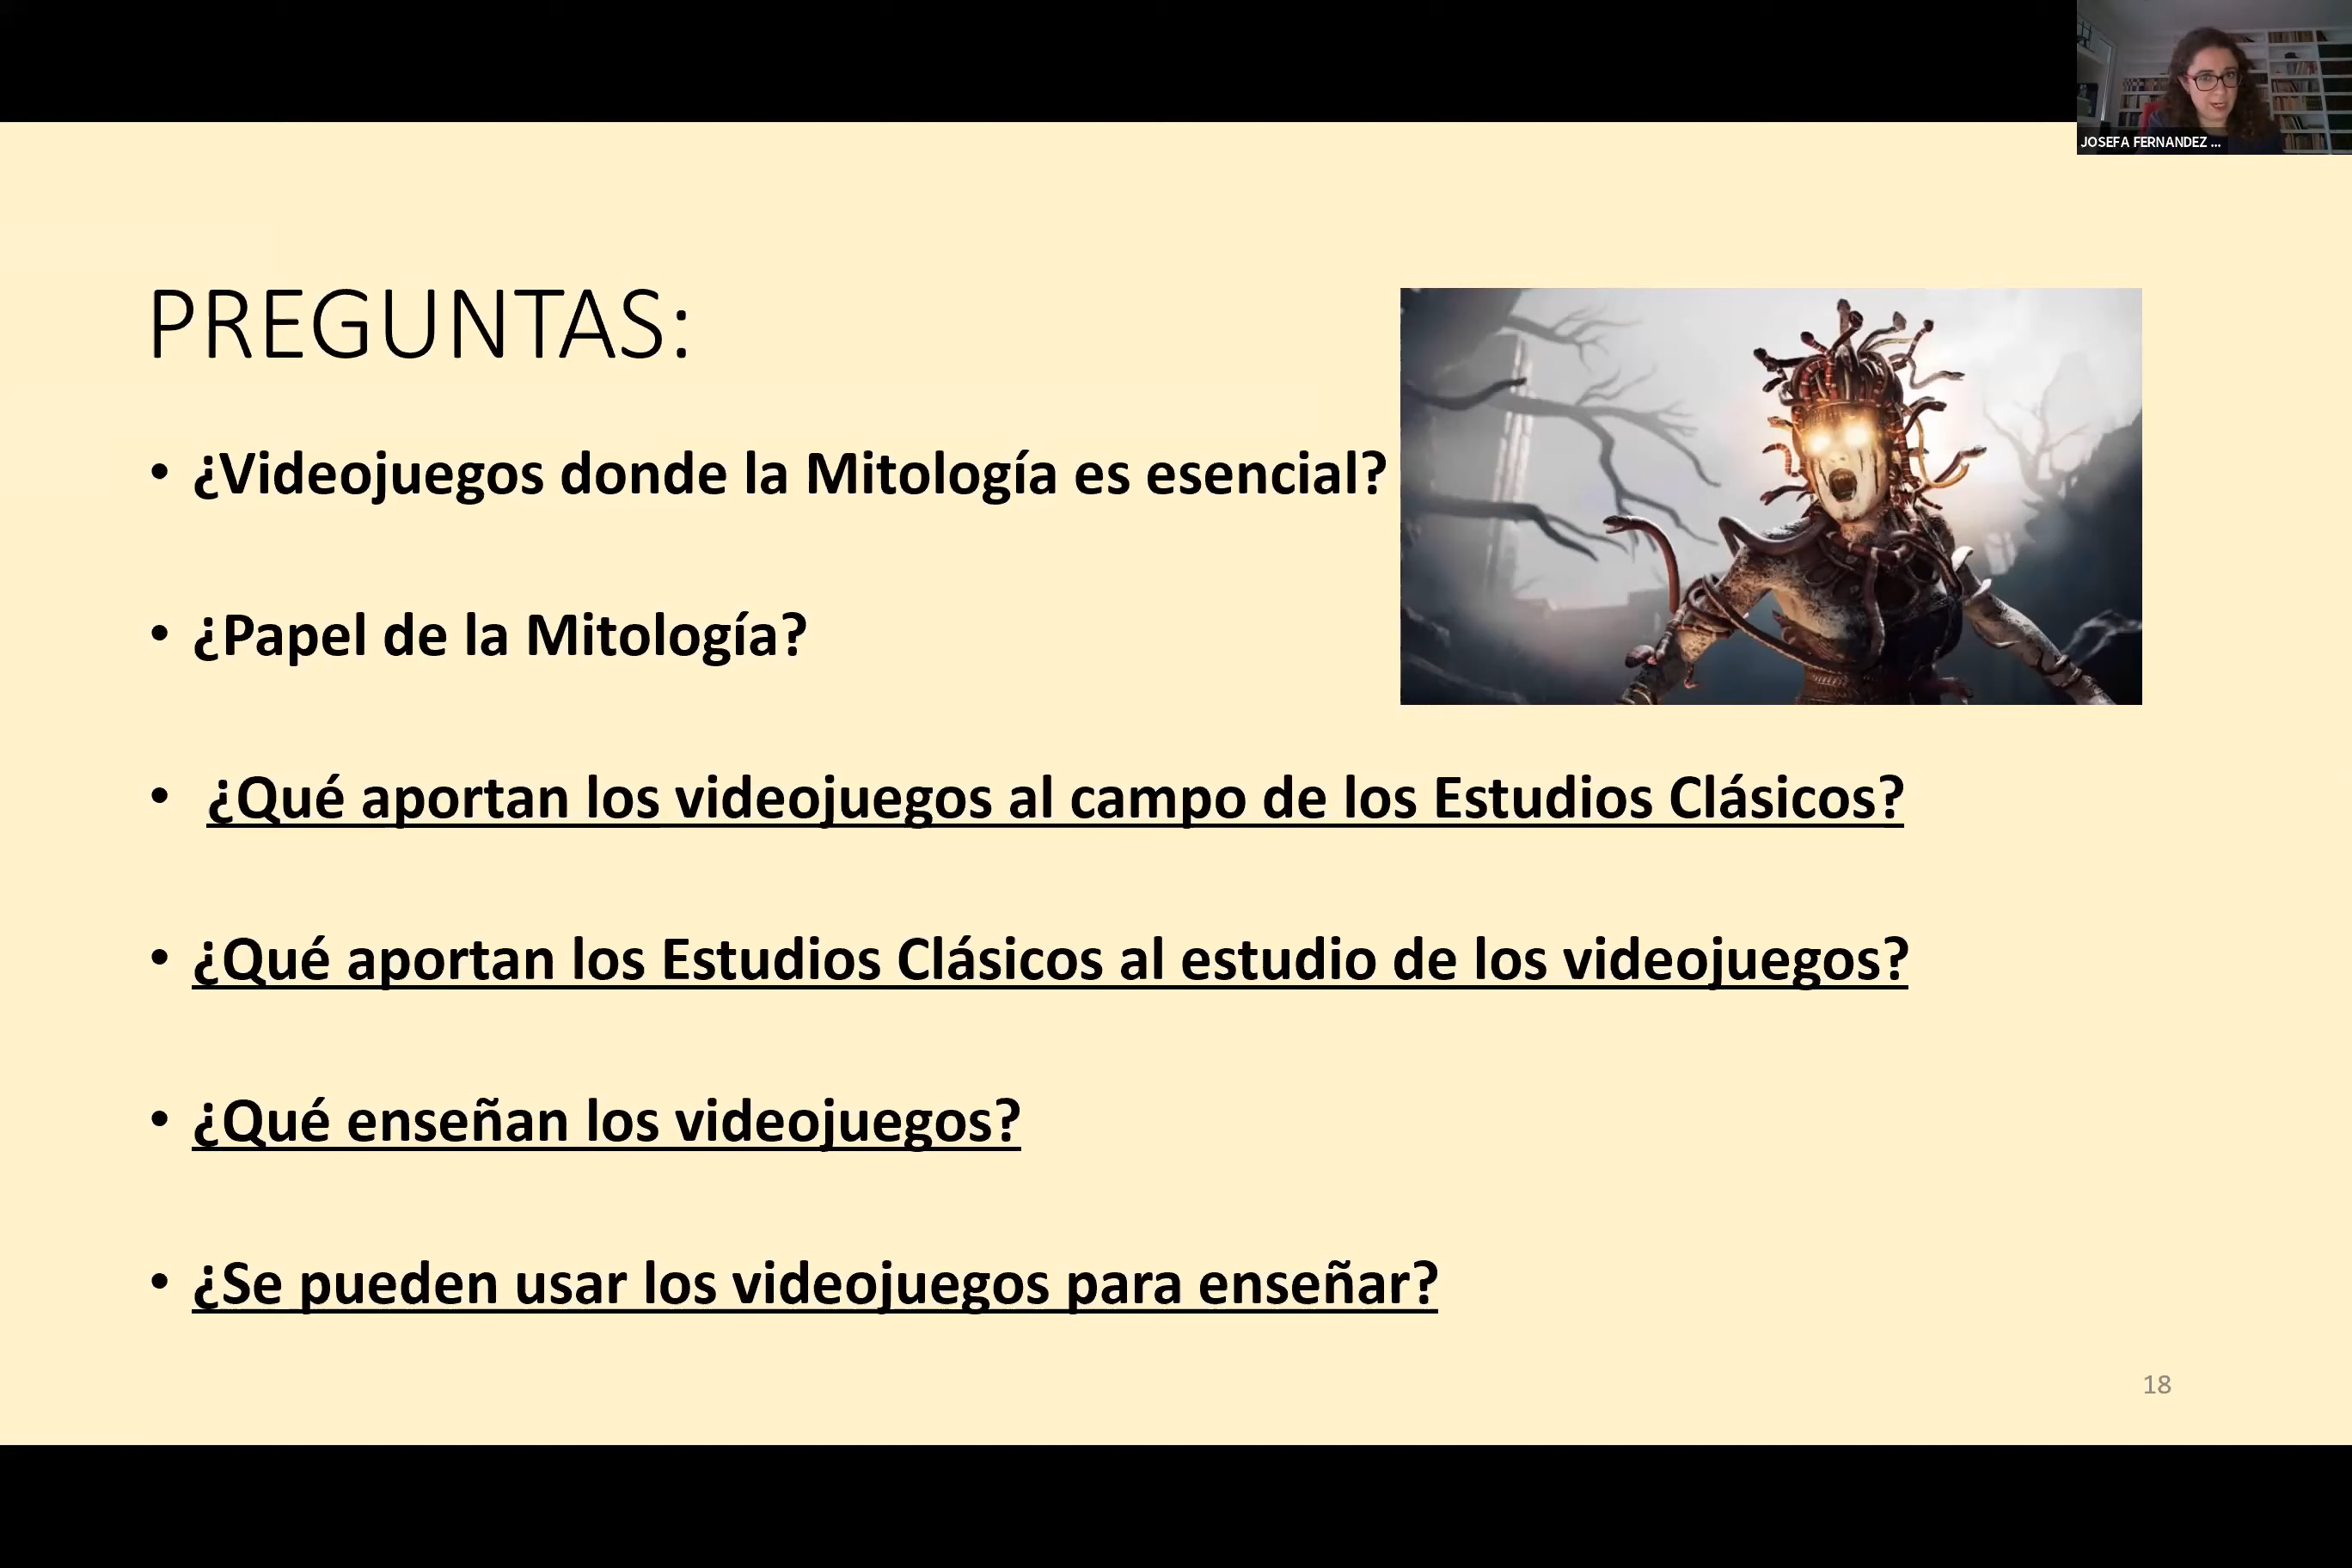 JOSEFA FERNANDEZ ...
PREGUNTAS:
• ¿Videojuegos donde la Mitología es esencial?
• ¿Papel de la Mitología?
• ¿Qué aportan los videojuegos al campo de los Estudios Clásicos?
• ¿Qué aportan los Estudios Clásicos al estudio de los videojuegos?
• ¿Qué enseñan los videojuegos?
• ¿Se pueden usar los videojuegos para enseñar?
18